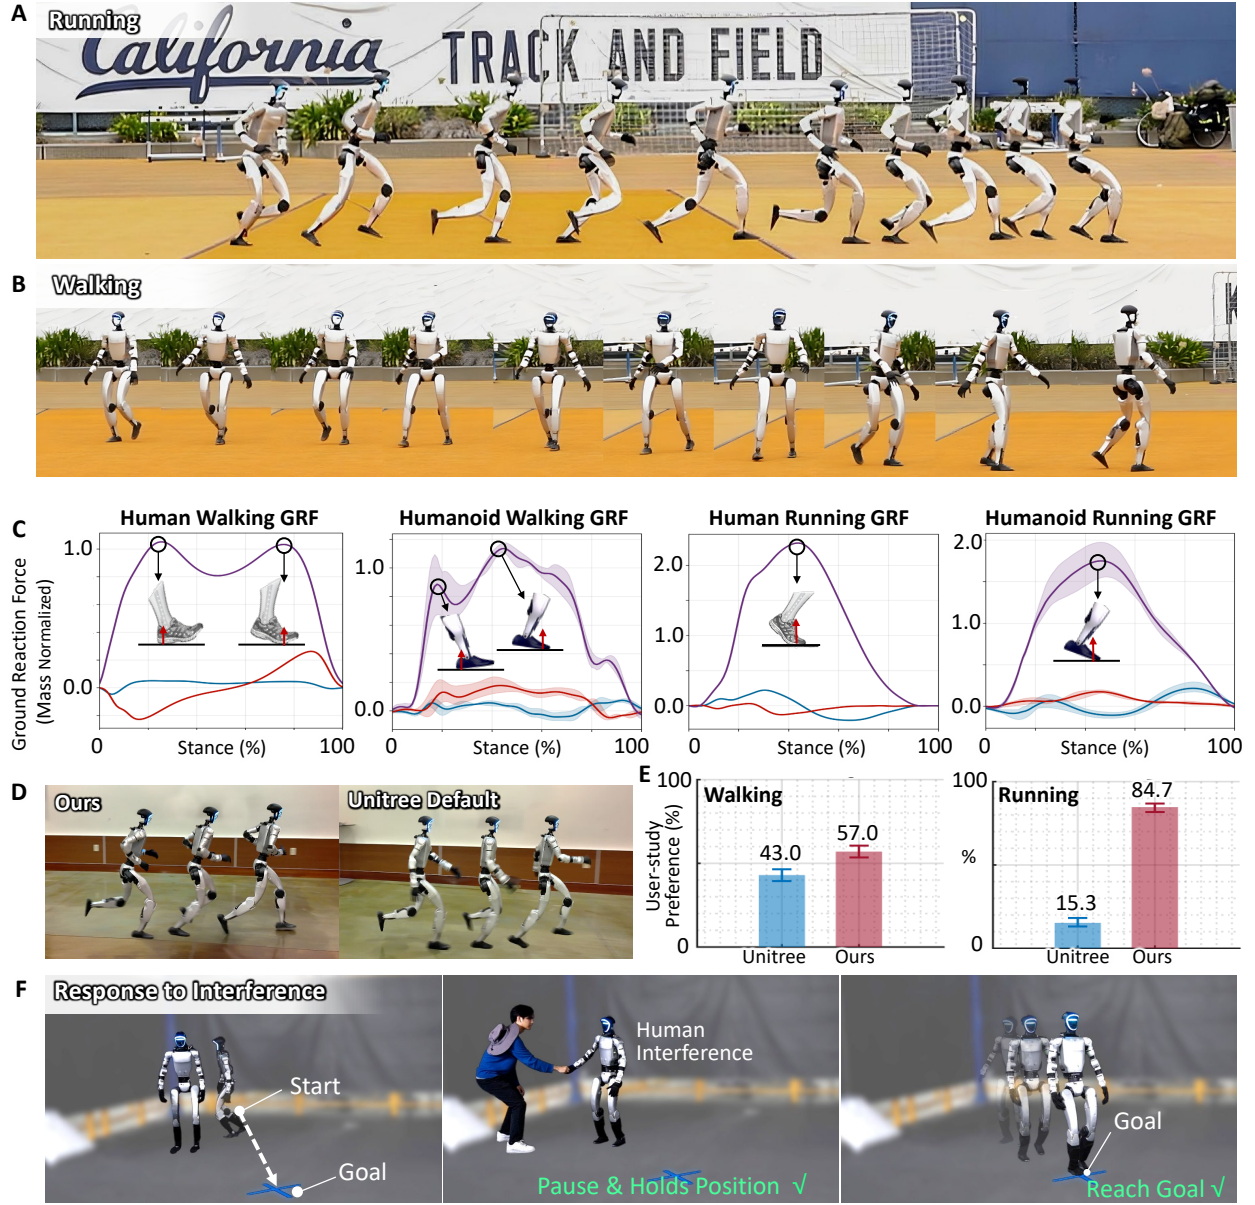 A
Running
California
TRACK AND FIELD
B
Walking
C
Human Walking GRF
Humanoid Walking GRF
Human Running GRF
Humanoid Running GRF
Ground Reaction Force
(Mass Normalized)
1.0
0.0
0
Stance (%)
100
1.0
0.0
0
Stance (%)
100
2.0
1.0
0.0
0
Stance (%)
100
2.0
1.0
0.0
0
Stance (%)
100
D
Ours
Unitree Default
E
User-study
Preference (%)
100
0
Walking
43.0
57.0
Unitree
Ours
100
%
0
Running
15.3
84.7
Unitree
Ours
F
Response to Interference
Start
Goal
Human
Interference
Pause & Holds Position √
Goal
Reach Goal √